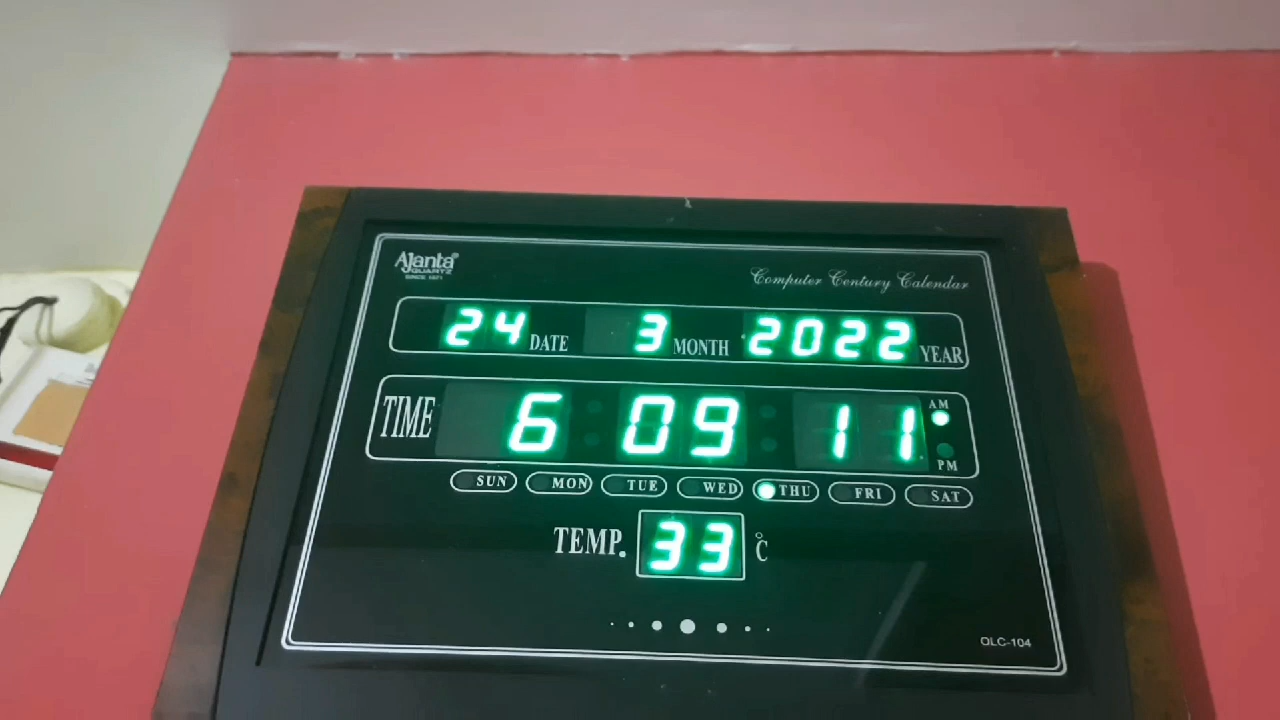 Ajanta®
QUARTZ
SINCE 1971
Computer Century Calendar
24 DATE 3 MONTH 2022 YEAR
TIME 6 : 09 : 11 AM
PM
SUN MON TUE WED THU FRI SAT
TEMP. 33 °C
OLC-104